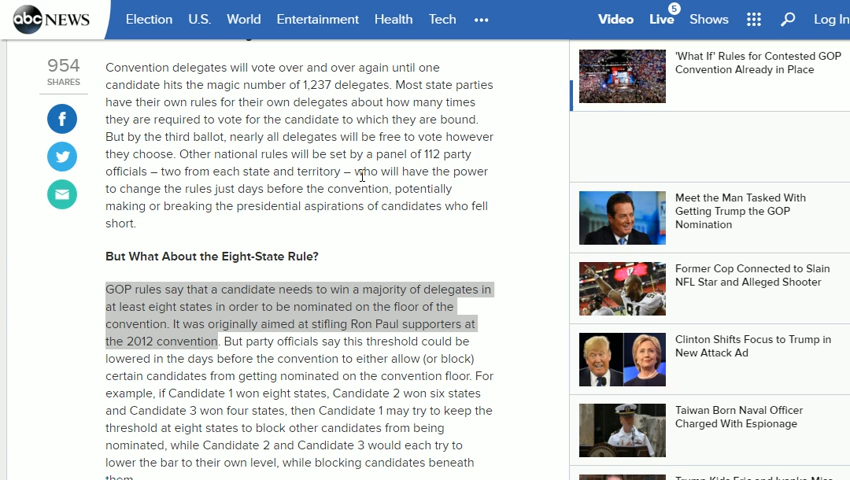 abc NEWS
Election U.S. World Entertainment Health Tech
Video Live 5 Shows Log In
954
SHARES
Convention delegates will vote over and over again until one
candidate hits the magic number of 1,237 delegates. Most state parties
have their own rules for their own delegates about how many times
they are required to vote for the candidate to which they are bound.
But by the third ballot, nearly all delegates will be free to vote however
they choose. Other national rules will be set by a panel of 112 party
officials – two from each state and territory – who will have the power
to change the rules just days before the convention, potentially
making or breaking the presidential aspirations of candidates who fell
short.
But What About the Eight-State Rule?
GOP rules say that a candidate needs to win a majority of delegates in
at least eight states in order to be nominated on the floor of the
convention. It was originally aimed at stifling Ron Paul supporters at
the 2012 convention. But party officials say this threshold could be
lowered in the days before the convention to either allow (or block)
certain candidates from getting nominated on the convention floor. For
example, if Candidate 1 won eight states, Candidate 2 won six states
and Candidate 3 won four states, then Candidate 1 may try to keep the
threshold at eight states to block other candidates from being
nominated, while Candidate 2 and Candidate 3 would each try to
lower the bar to their own level, while blocking candidates beneath
them.
'What If' Rules for Contested GOP
Convention Already in Place
Meet the Man Tasked With
Getting Trump the GOP
Nomination
Former Cop Connected to Slain
NFL Star and Alleged Shooter
Clinton Shifts Focus to Trump in
New Attack Ad
Taiwan Born Naval Officer
Charged With Espionage
Trump Kids Eric and Ivanka Miss